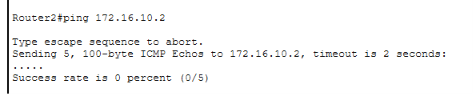 Router2#ping 172.16.10.2
Type escape sequence to abort.
Sending 5, 100-byte ICMP Echos to 172.16.10.2, timeout is 2 seconds:
.....
Success rate is 0 percent (0/5)